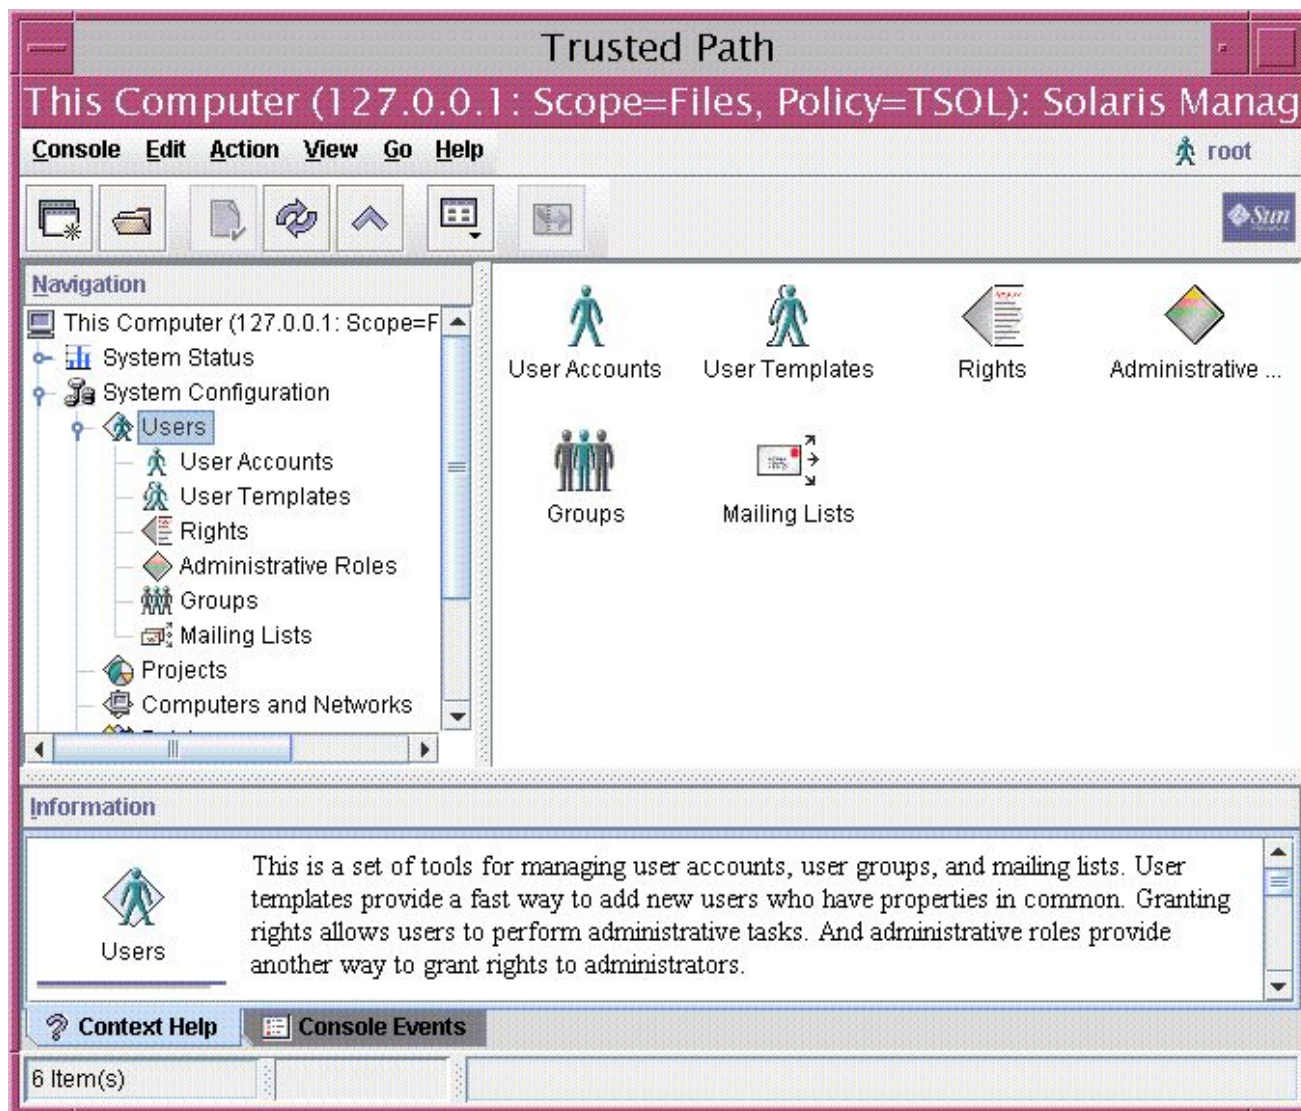 Trusted Path
This Computer (127.0.0.1: Scope=Files, Policy=TSOL): Solaris Manag
Console Edit Action View Go Help
root
Sun
Navigation
This Computer (127.0.0.1: Scope=F
System Status
System Configuration
Users
User Accounts
User Templates
Rights
Administrative Roles
Groups
Mailing Lists
Projects
Computers and Networks
User Accounts
User Templates
Rights
Administrative ...
Groups
Mailing Lists
Information
Users
This is a set of tools for managing user accounts, user groups, and mailing lists. User
templates provide a fast way to add new users who have properties in common. Granting
rights allows users to perform administrative tasks. And administrative roles provide
another way to grant rights to administrators.
Context Help
Console Events
6 Item(s)